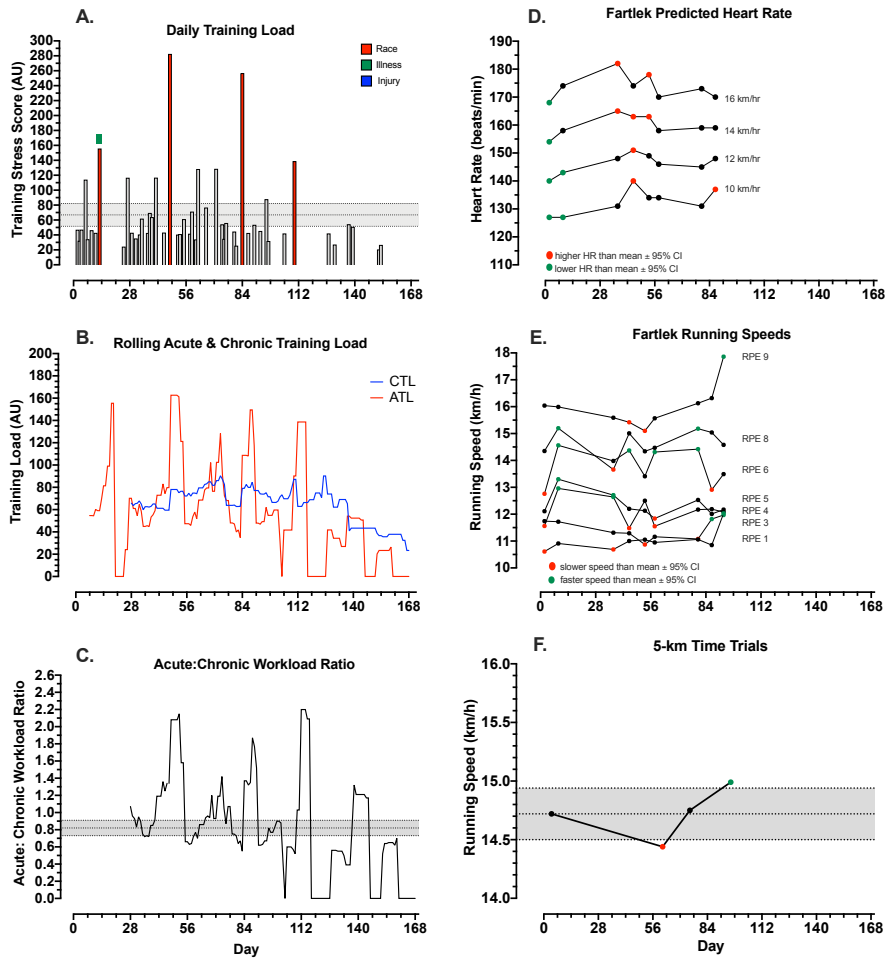 A.
Daily Training Load
Training Stress Score (AU)
300
280
260
240
220
200
180
160
140
120
100
80
60
40
20
0
Race
Illness
Injury
0 28 56 84 112 140 168
B.
Rolling Acute & Chronic Training Load
Training Load (AU)
200
180
160
140
120
100
80
60
40
20
0
CTL
ATL
0 28 56 84 112 140 168
C.
Acute:Chronic Workload Ratio
Acute: Chronic Workload Ratio
2.6
2.4
2.2
2.0
1.8
1.6
1.4
1.2
1.0
0.8
0.6
0.4
0.2
0.0
0 28 56 84 112 140 168
Day
D.
Fartlek Predicted Heart Rate
Heart Rate (beats/min)
190
180
170
160
150
140
130
120
110
16 km/hr
14 km/hr
12 km/hr
10 km/hr
higher HR than mean ± 95% CI
lower HR than mean ± 95% CI
0 28 56 84 112 140 168
E.
Fartlek Running Speeds
Running Speed (km/h)
18
17
16
15
14
13
12
11
10
RPE 9
RPE 8
RPE 6
RPE 5
RPE 4
RPE 3
RPE 1
slower speed than mean ± 95% CI
faster speed than mean ± 95% CI
0 28 56 84 112 140 168
F.
5-km Time Trials
Running Speed (km/h)
16.0
15.5
15.0
14.5
14.0
0 28 56 84 112 140 168
Day